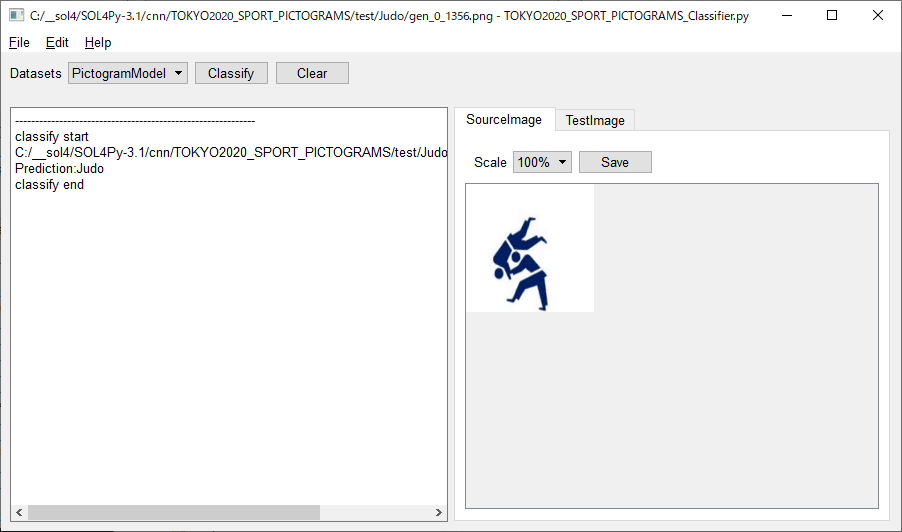 C:/__sol4/SOL4Py-3.1/cnn/TOKYO2020_SPORT_PICTOGRAMS/test/Judo/gen_0_1356.png - TOKYO2020_SPORT_PICTOGRAMS_Classifier.py
File Edit Help
Datasets PictogramModel Classify Clear
------------------------------------------------------------
classify start
C:/__sol4/SOL4Py-3.1/cnn/TOKYO2020_SPORT_PICTOGRAMS/test/Judo
Prediction:Judo
classify end
SourceImage TestImage
Scale 100% Save